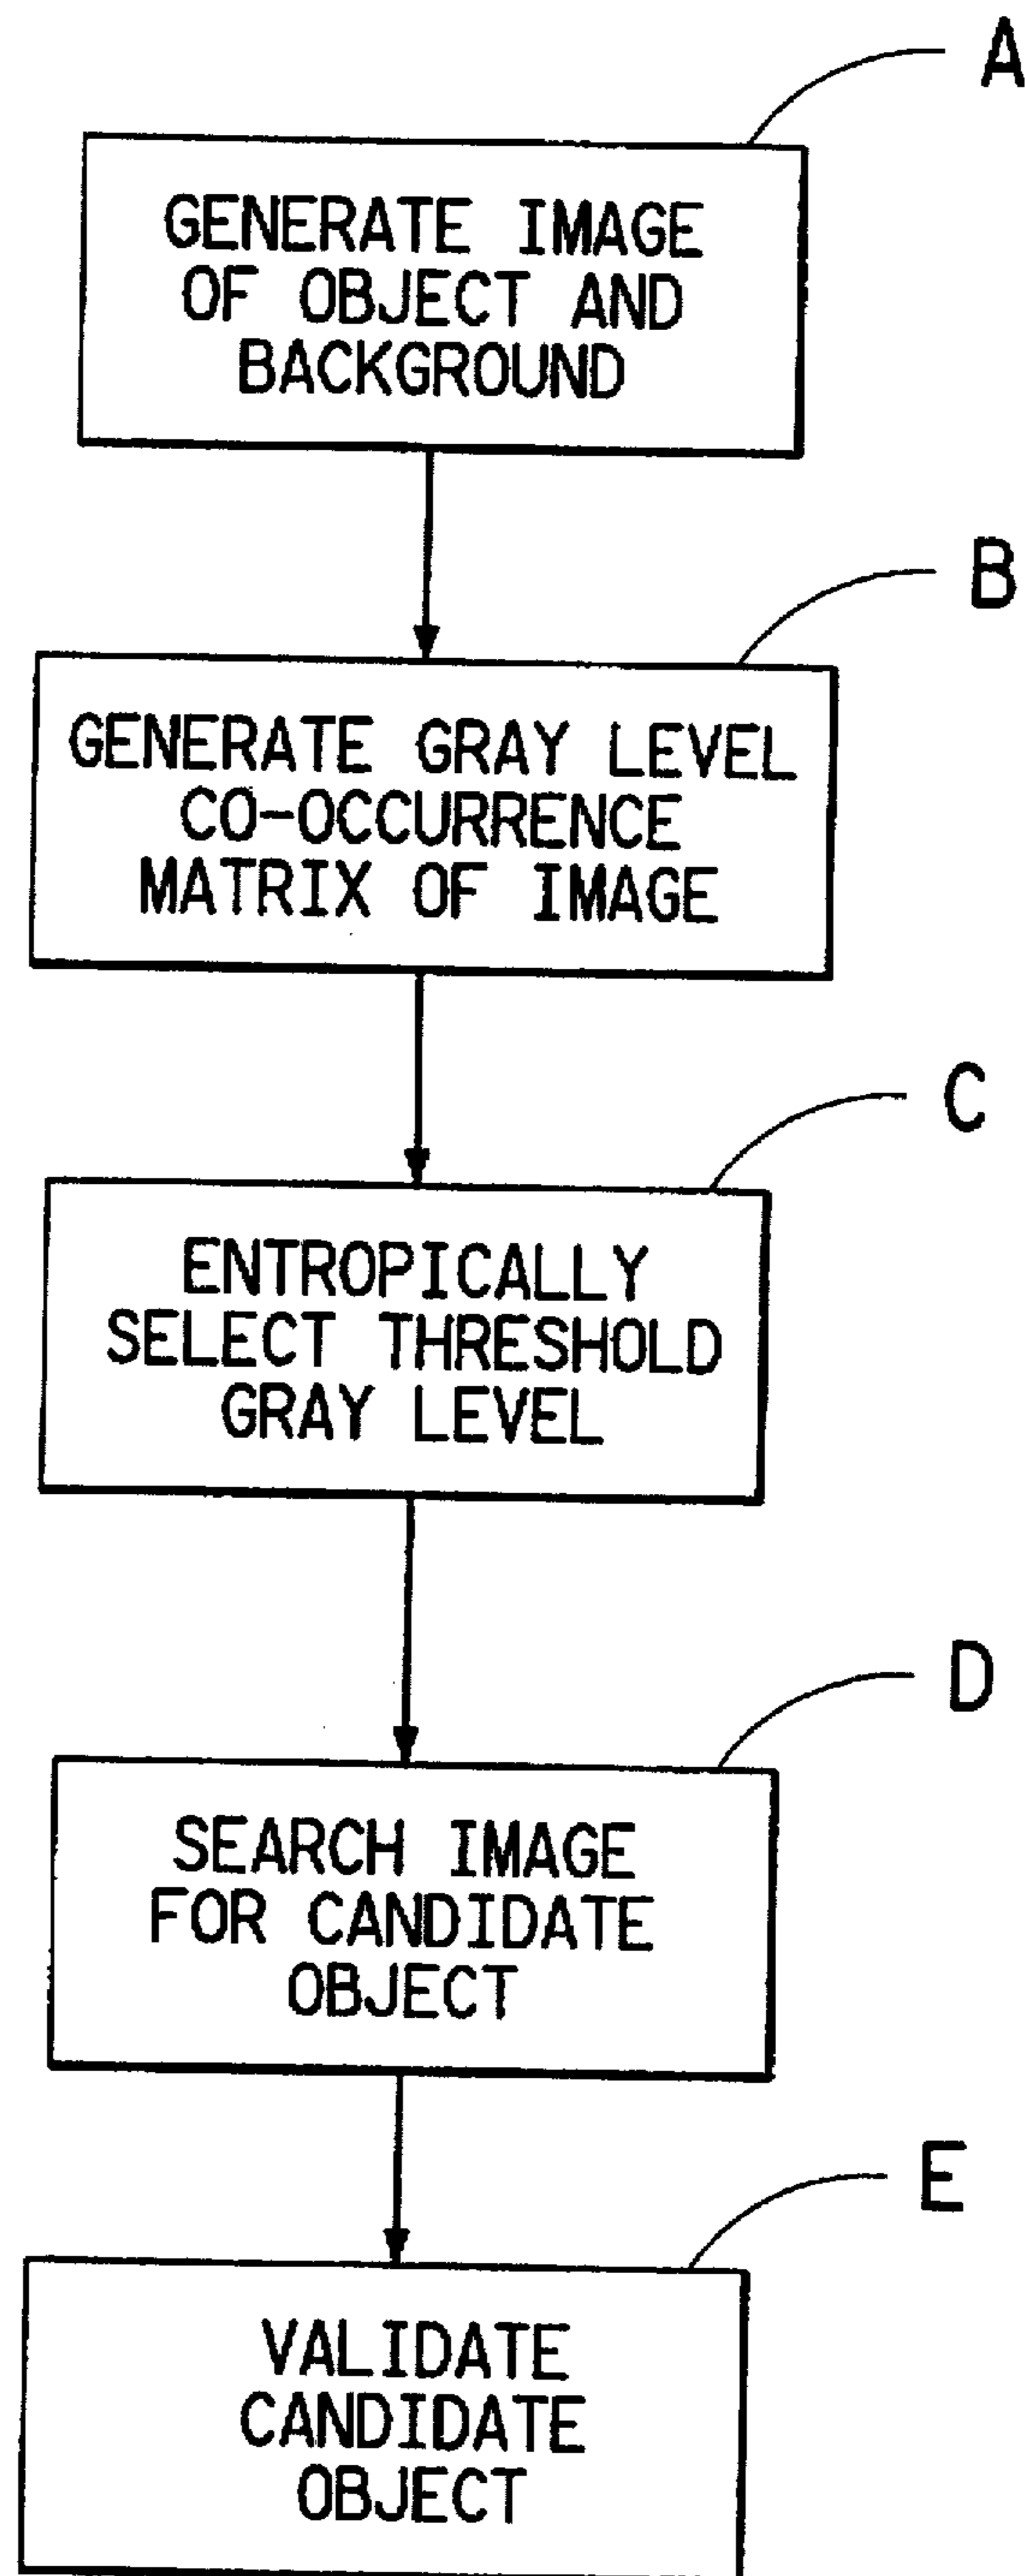 A
GENERATE IMAGE
OF OBJECT AND
BACKGROUND
B
GENERATE GRAY LEVEL
CO-OCCURRENCE
MATRIX OF IMAGE
C
ENTROPICALLY
SELECT THRESHOLD
GRAY LEVEL
D
SEARCH IMAGE
FOR CANDIDATE
OBJECT
E
VALIDATE
CANDIDATE
OBJECT